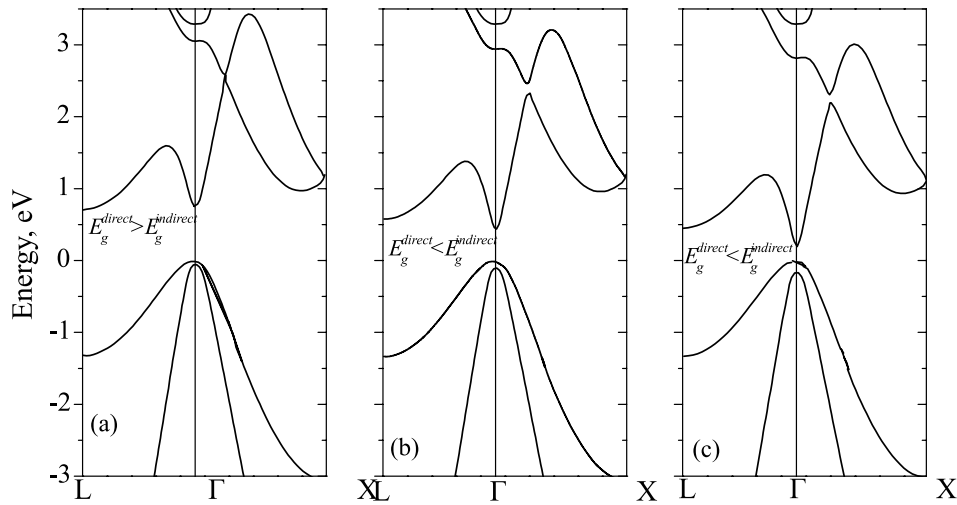 Energy, eV
3
2
1
0
-1
-2
-3
E_g^direct > E_g^indirect
E_g^direct < E_g^indirect
E_g^direct < E_g^indirect
(a)
(b)
(c)
L Γ X
L Γ X
L Γ X